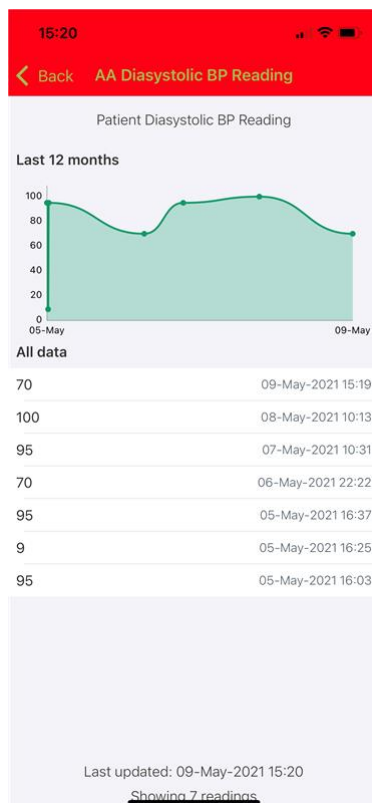 15:20
Back AA Diasystolic BP Reading
Patient Diasystolic BP Reading
Last 12 months
100
80
60
40
20
0
05-May 09-May
All data
70 09-May-2021 15:19
100 08-May-2021 10:13
95 07-May-2021 10:31
70 06-May-2021 22:22
95 05-May-2021 16:37
9 05-May-2021 16:25
95 05-May-2021 16:03
Last updated: 09-May-2021 15:20
Showing 7 readings